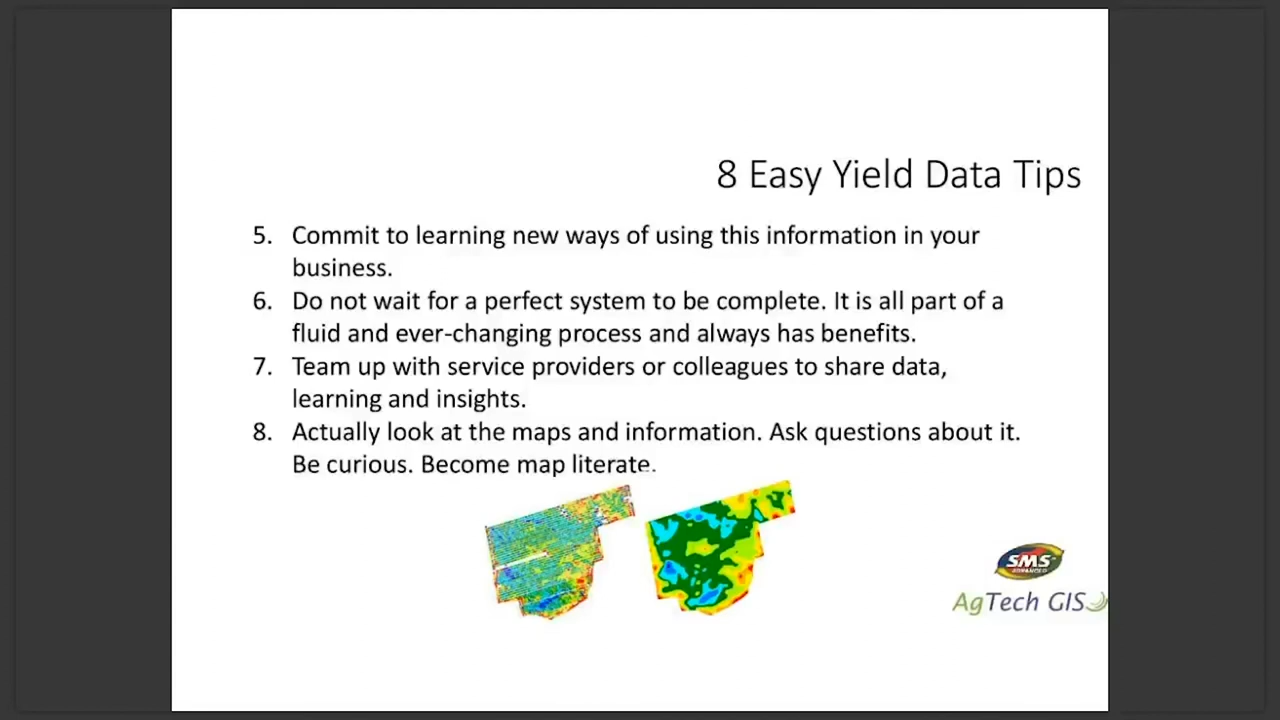 8 Easy Yield Data Tips
5. Commit to learning new ways of using this information in your
business.
6. Do not wait for a perfect system to be complete. It is all part of a
fluid and ever-changing process and always has benefits.
7. Team up with service providers or colleagues to share data,
learning and insights.
8. Actually look at the maps and information. Ask questions about it.
Be curious. Become map literate.
SMS
ADVANCED
AgTech GIS